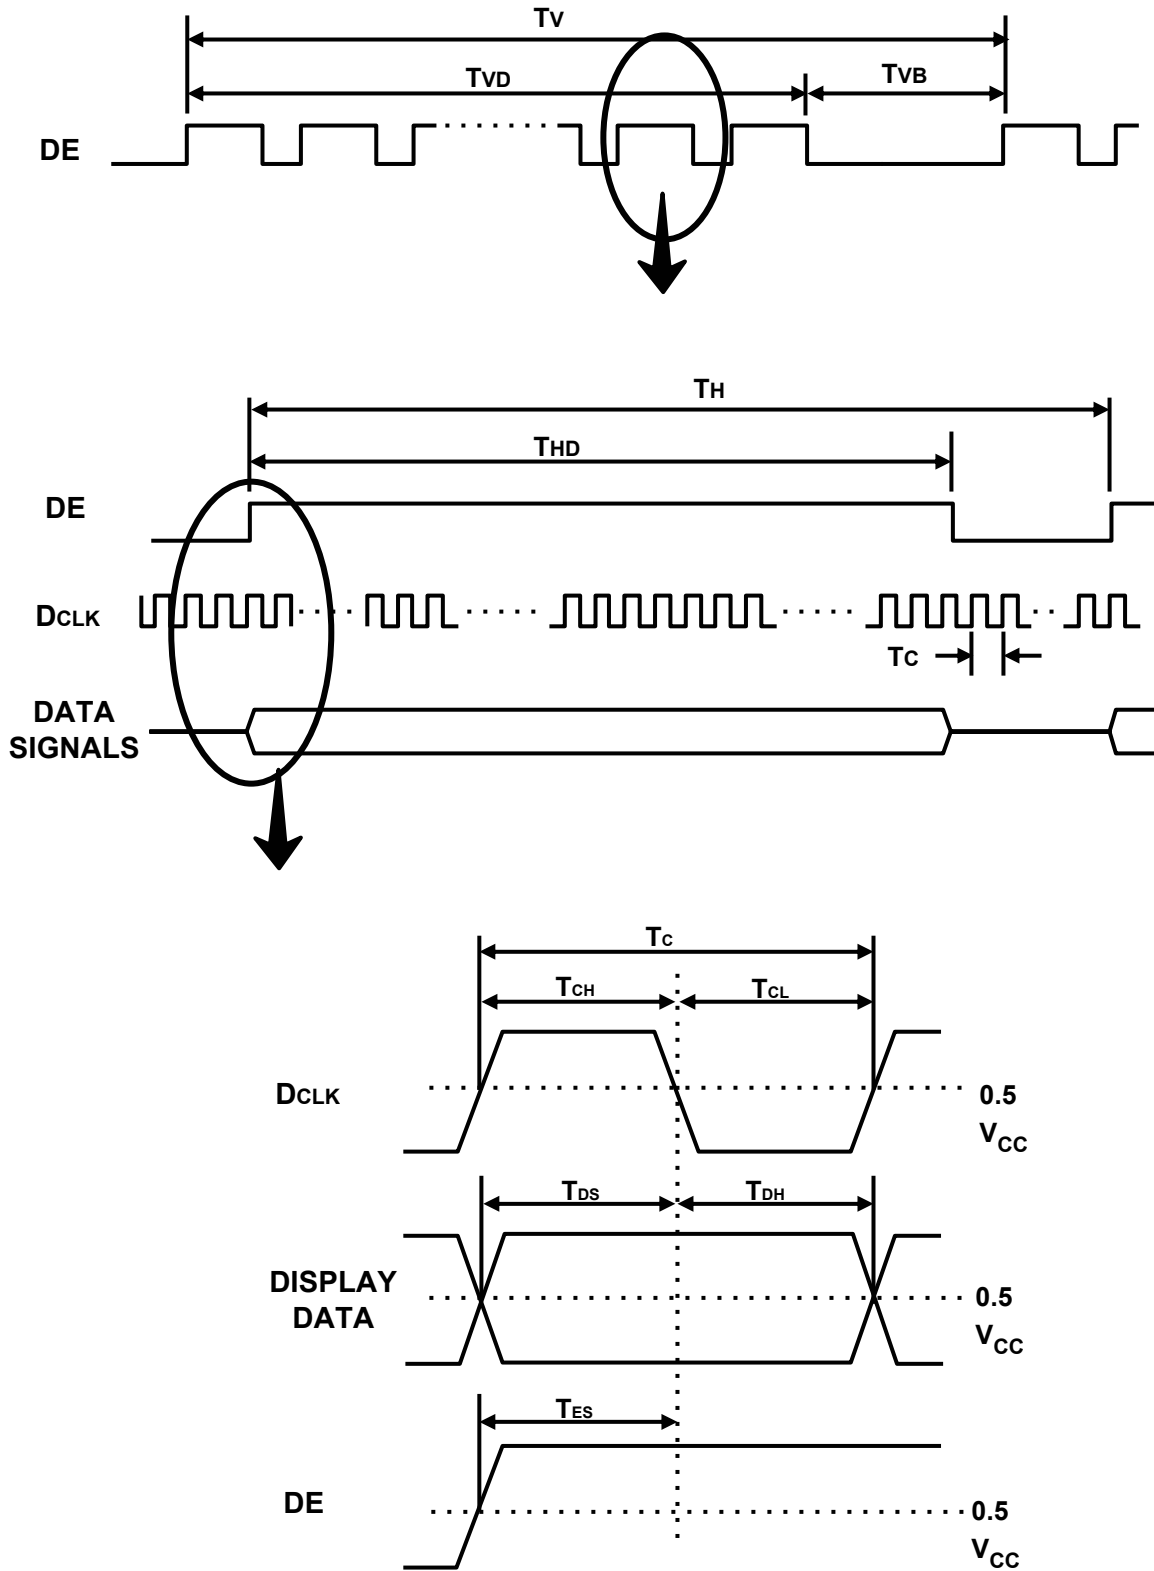 TV
TVD
TVB
DE
TH
THD
DE
DCLK
TC
DATA
SIGNALS
TC
TCH
TCL
DCLK
0.5
VCC
TDS
TDH
DISPLAY
DATA
0.5
VCC
TES
DE
0.5
VCC